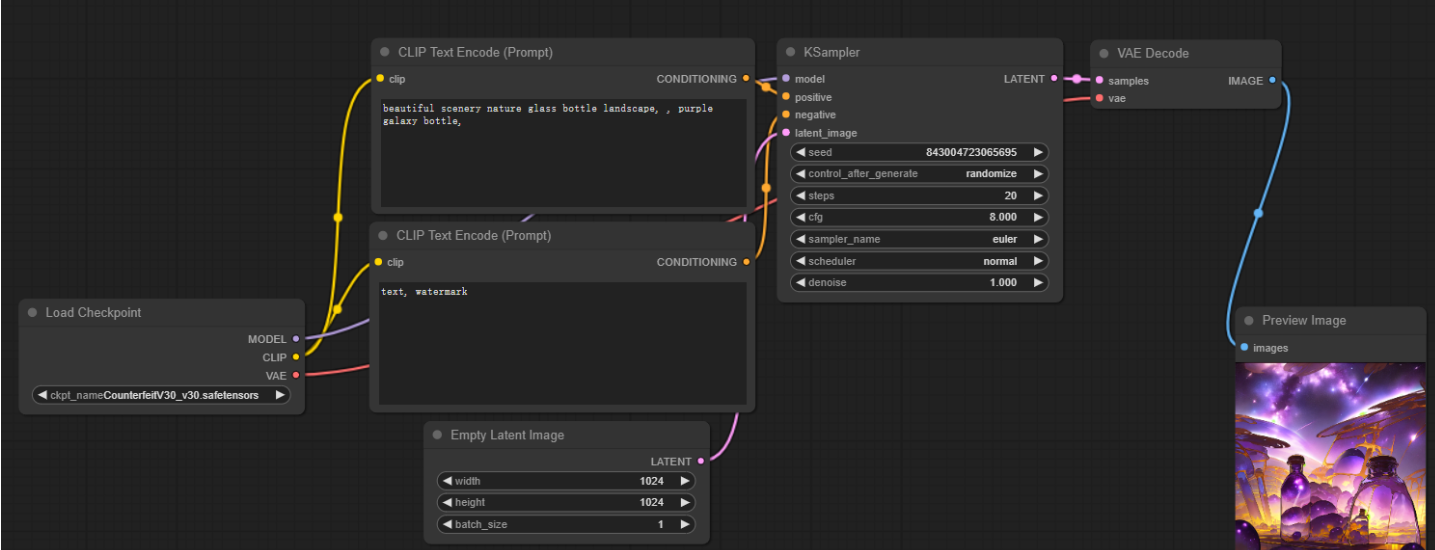 CLIP Text Encode (Prompt)
clip CONDITIONING
beautiful scenery nature glass bottle landscape, , purple
galaxy bottle,
CLIP Text Encode (Prompt)
clip CONDITIONING
text, watermark
Load Checkpoint
MODEL
CLIP
VAE
ckpt_nameCounterfeitV30_v30.safetensors
Empty Latent Image
LATENT
width 1024
height 1024
batch_size 1
KSampler
model LATENT
positive
negative
latent_image
seed 843004723065695
control_after_generate randomize
steps 20
cfg 8.000
sampler_name euler
scheduler normal
denoise 1.000
VAE Decode
samples IMAGE
vae
Preview Image
images